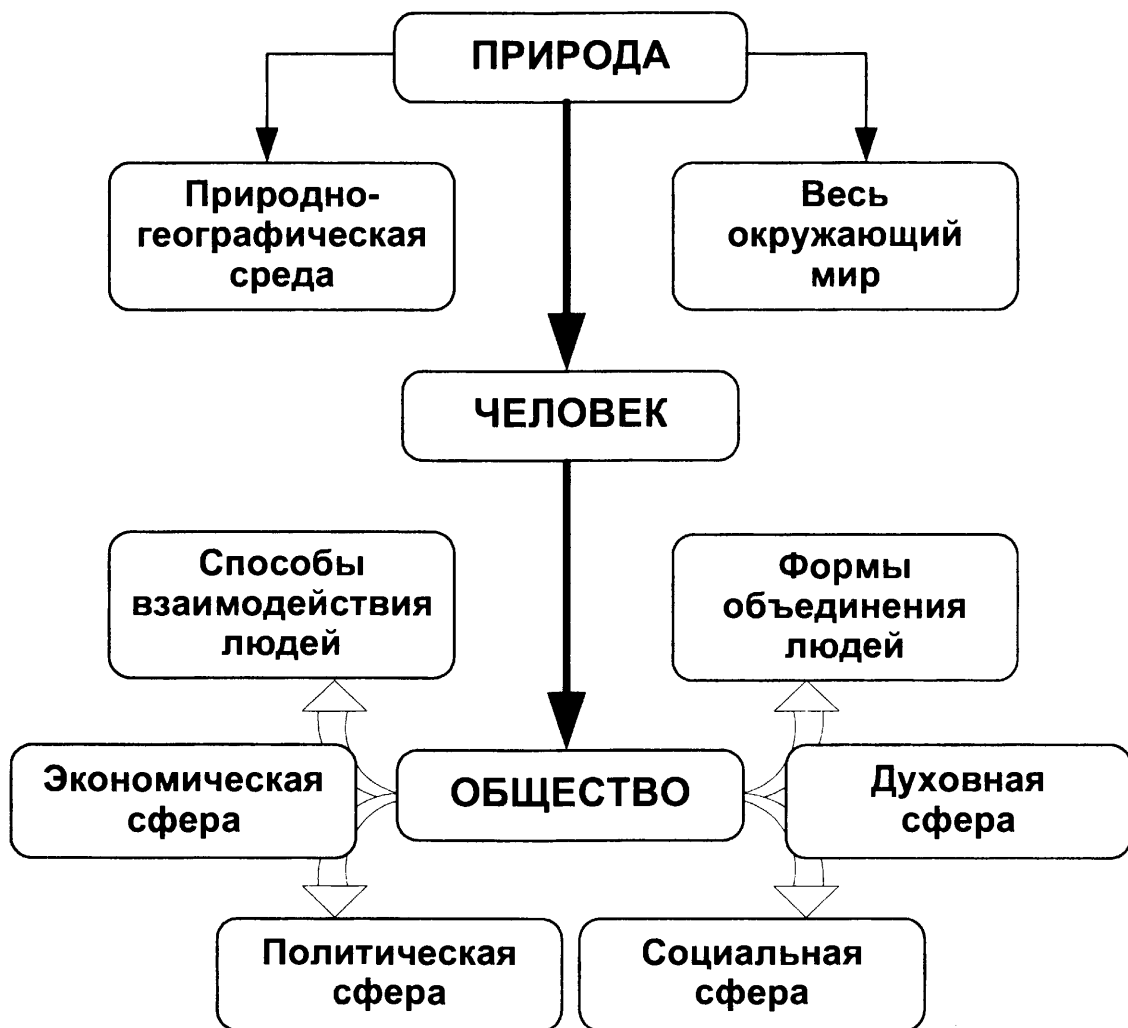 ПРИРОДА
Природно-
географическая
среда
Весь
окружающий
мир
ЧЕЛОВЕК
Способы
взаимодействия
людей
Формы
объединения
людей
Экономическая
сфера
ОБЩЕСТВО
Духовная
сфера
Политическая
сфера
Социальная
сфера